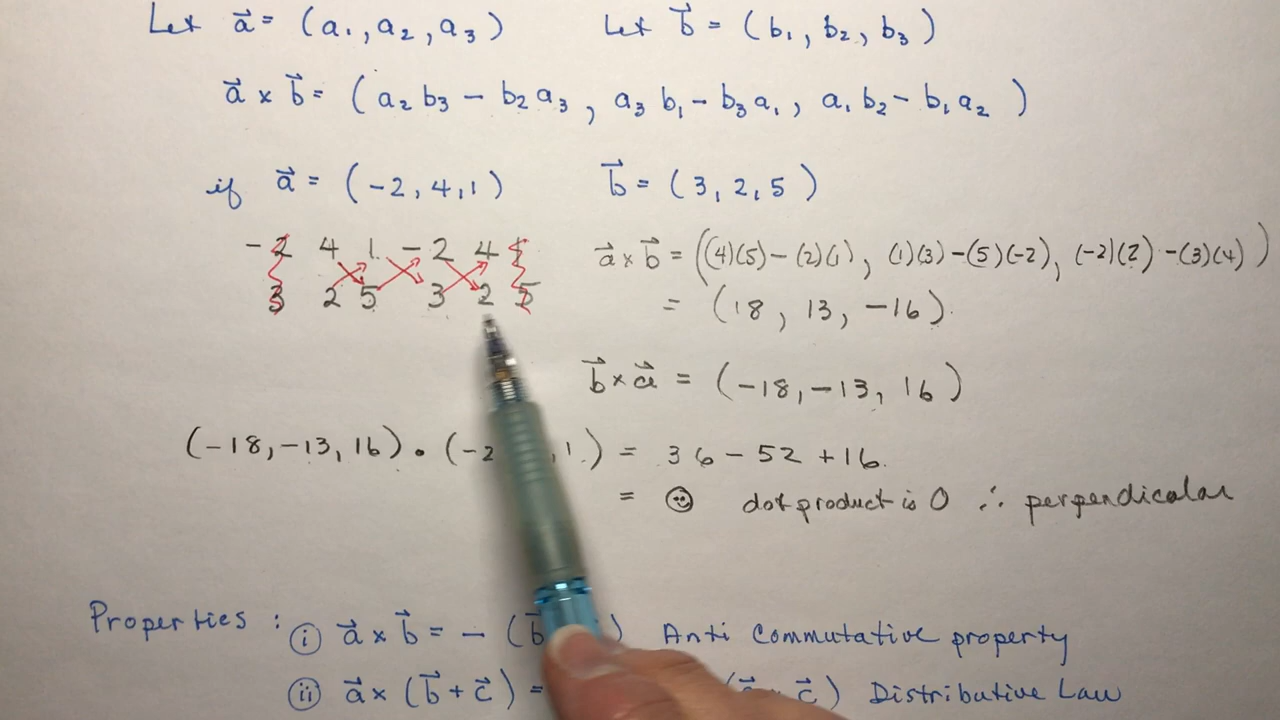 Let a⃗ = (a₁, a₂, a₃) Let b⃗ = (b₁, b₂, b₃)
a⃗ × b⃗ = (a₂b₃ − b₂a₃, a₃b₁ − b₃a₁, a₁b₂ − b₁a₂)
if a⃗ = (−2, 4, 1) b⃗ = (3, 2, 5)
−2 4 1 −2 4 1 a⃗ × b⃗ = ((4)(5) − (2)(1), (1)(3) − (5)(−2), (−2)(2) − (3)(4))
3 2 5 3 2 5 = (18, 13, −16)
b⃗ × a⃗ = (−18, −13, 16)
(−18, −13, 16) • (−2 , 1) = 36 − 52 + 16
= dot product is 0 ∴ perpendicalar
Properties : i a⃗ × b⃗ = − (b⃗ ) Anti Commutative property
ii a⃗ × (b⃗ + c⃗) = c⃗) Distributive Law